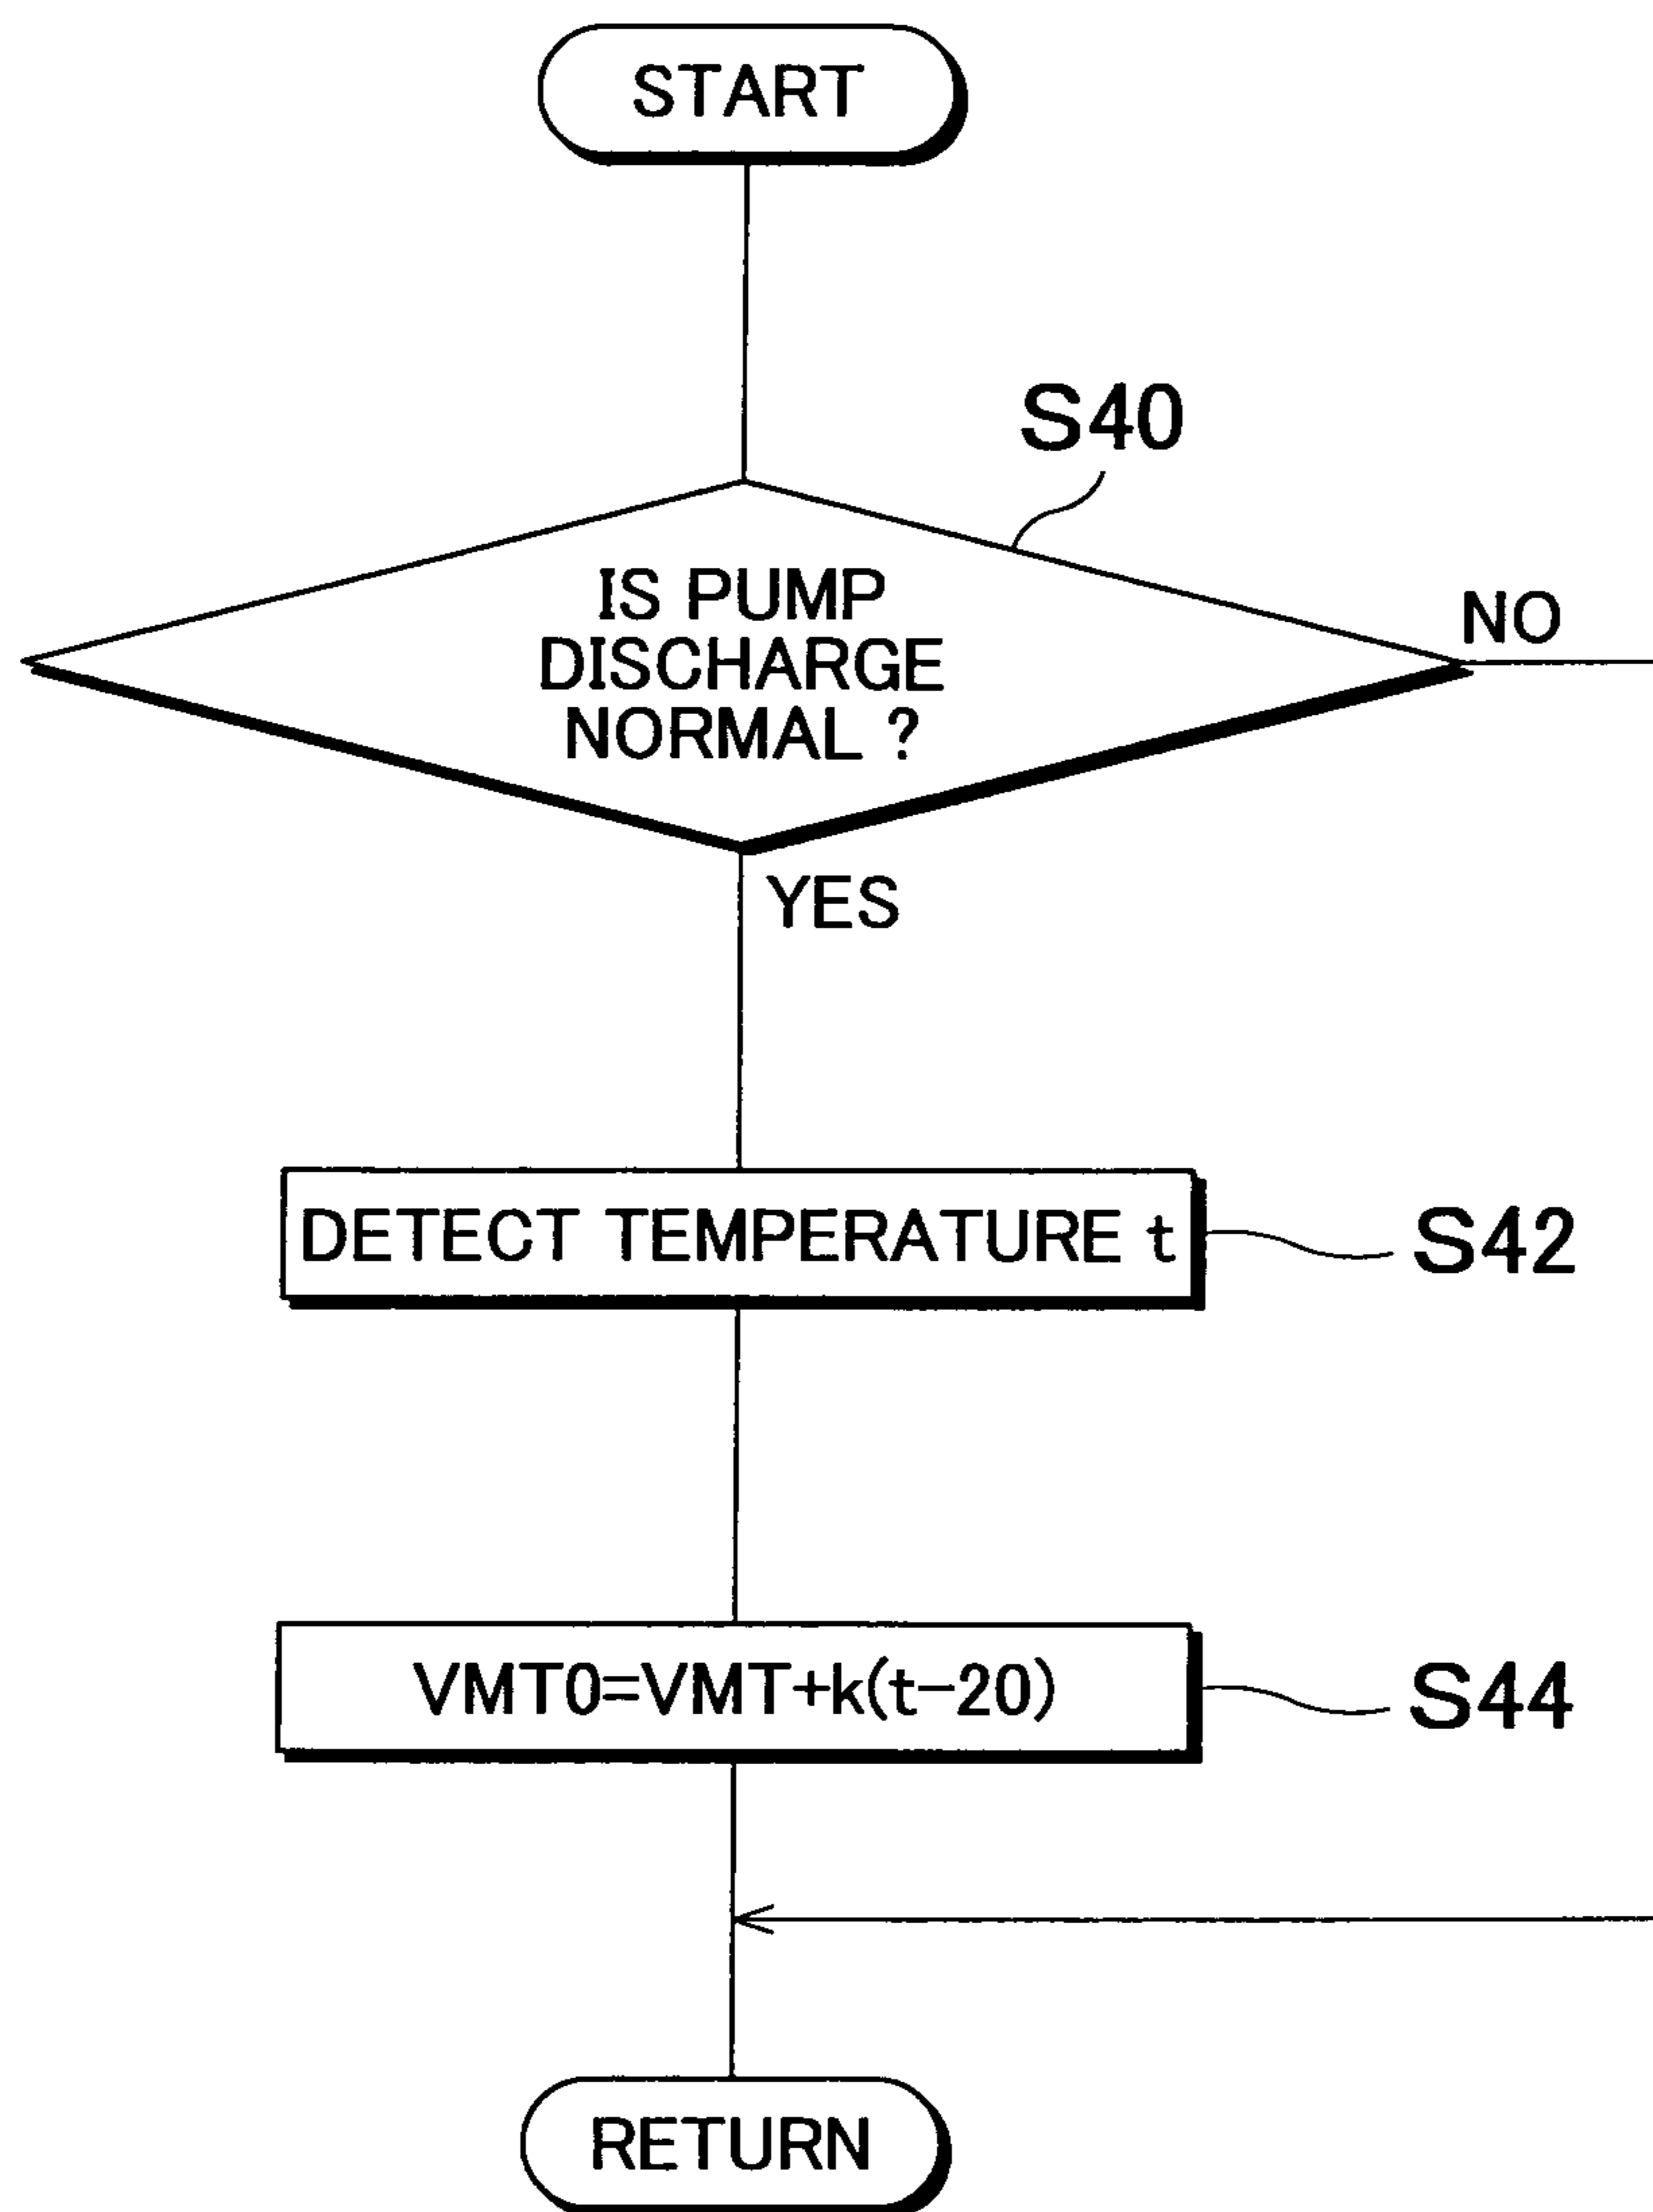 START
S40
IS PUMP
DISCHARGE
NORMAL ?
NO
YES
DETECT TEMPERATURE t
S42
VMT0=VMT+k(t-20)
S44
RETURN